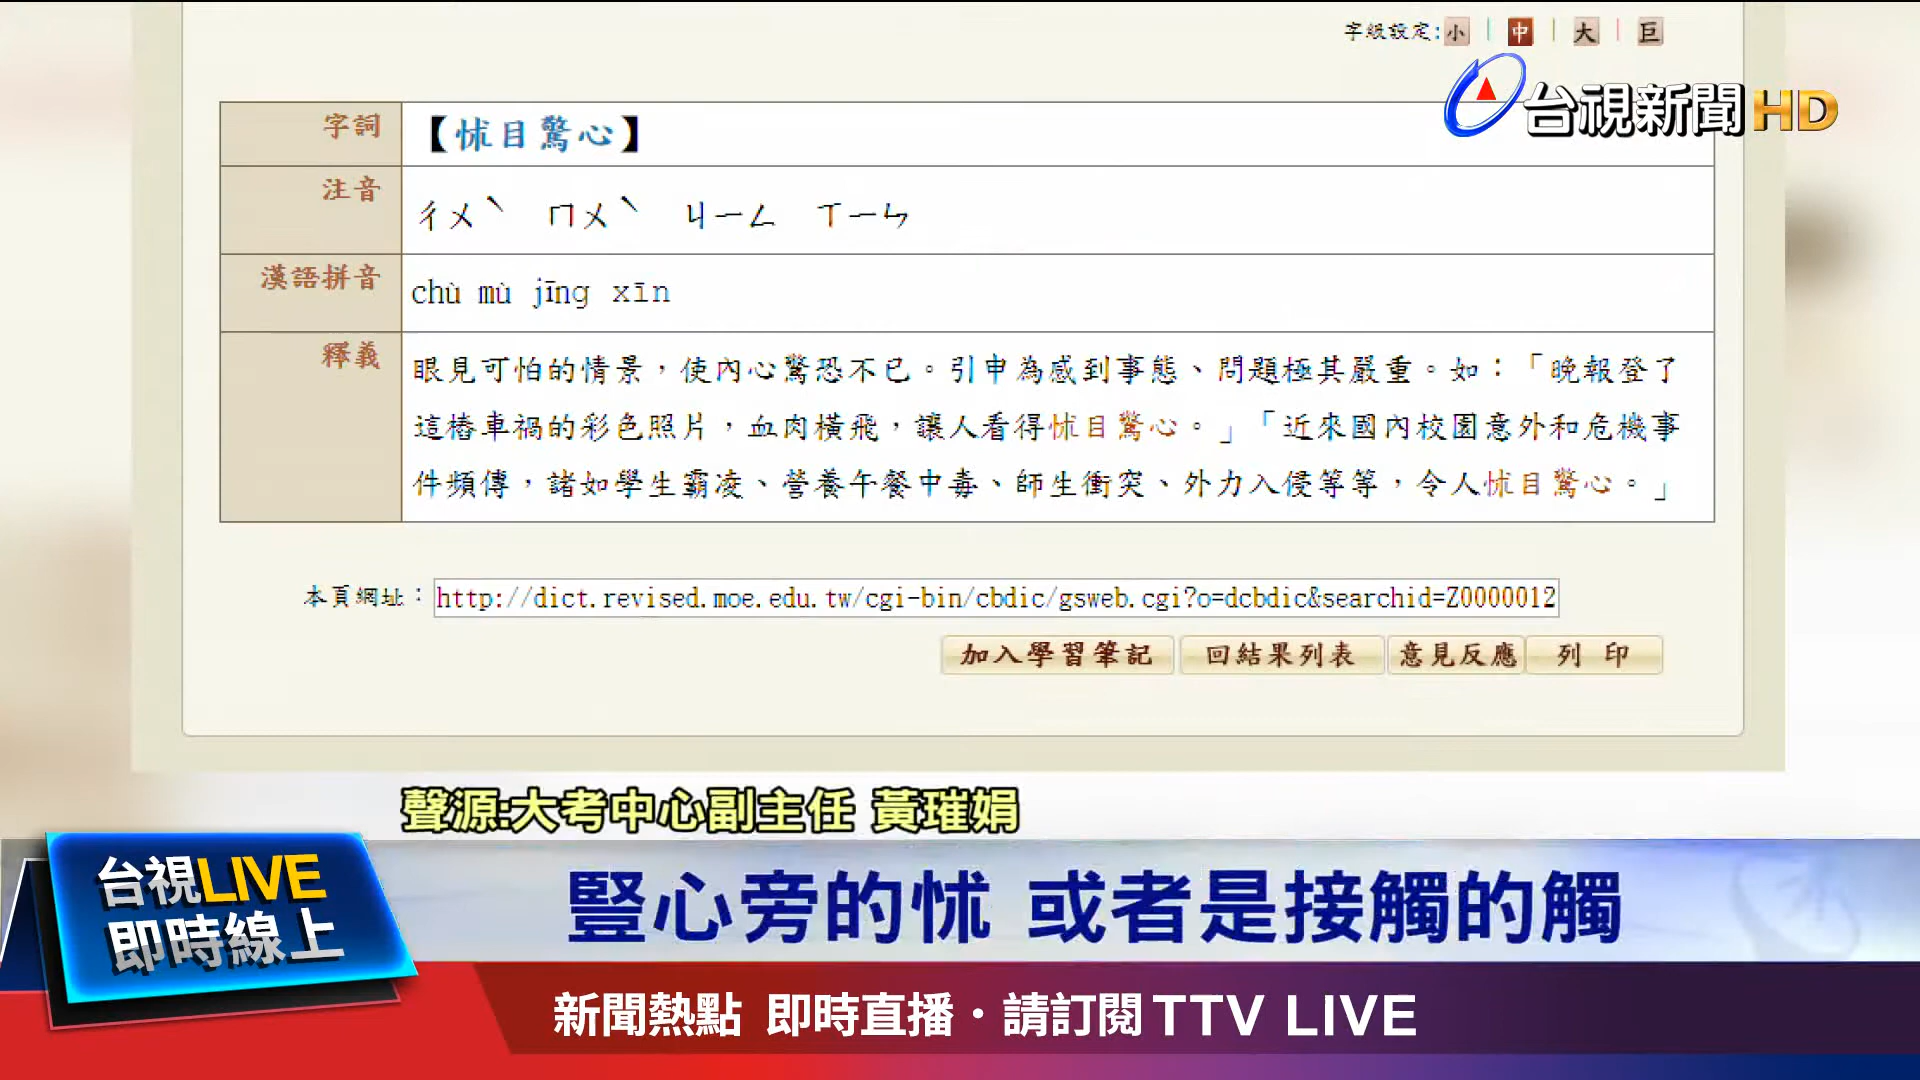 字級設定:小 | 中 | 大 | 巨
台視新聞HD
字詞 【怵目驚心】
注音 ㄔㄨˋ ㄇㄨˋ ㄐㄧㄥ ㄒㄧㄣ
漢語拼音 chù mù jīng xīn
釋義 眼見可怕的情景，使內心驚恐不已。引申為感到事態、問題極其嚴重。如：「晚報登了
這樁車禍的彩色照片，血肉橫飛，讓人看得怵目驚心。」「近來國內校園意外和危機事
件頻傳，諸如學生霸凌、營養午餐中毒、師生衝突、外力入侵等等，令人怵目驚心。」
本頁網址：http://dict.revised.moe.edu.tw/cgi-bin/cbdic/gsweb.cgi?o=dcbdic&searchid=Z0000012
加入學習筆記 回結果列表 意見反應 列 印
聲源:大考中心副主任 黃璀娟
台視LIVE
即時線上
豎心旁的怵 或者是接觸的觸
新聞熱點 即時直播・請訂閱TTV LIVE